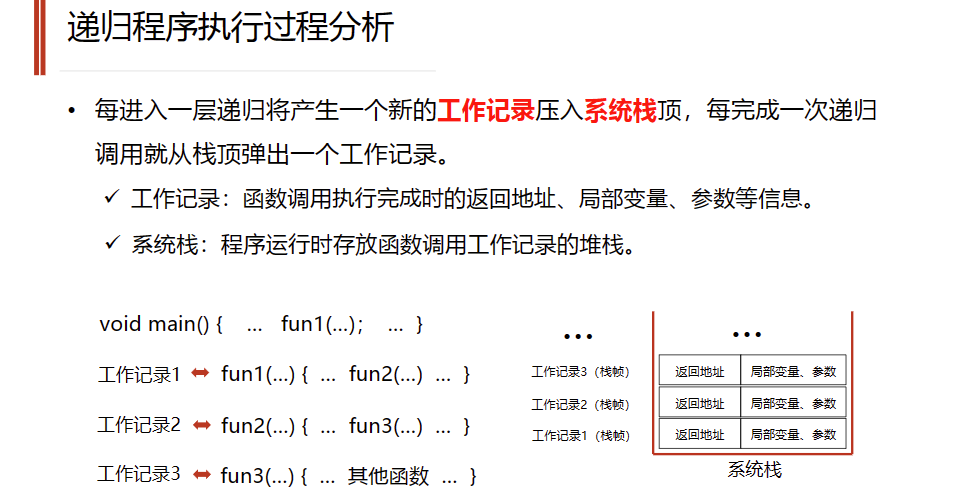 递归程序执行过程分析
• 每进入一层递归将产生一个新的工作记录压入系统栈顶，每完成一次递归
调用就从栈顶弹出一个工作记录。
✓ 工作记录：函数调用执行完成时的返回地址、局部变量、参数等信息。
✓ 系统栈：程序运行时存放函数调用工作记录的堆栈。
void main() { … fun1(…); … }
工作记录1 ⬌ fun1(…) { … fun2(…) … }
工作记录2 ⬌ fun2(…) { … fun3(…) … }
工作记录3 ⬌ fun3(…) { … 其他函数 … }
… …
工作记录3（栈帧） 返回地址 局部变量、参数
工作记录2（栈帧） 返回地址 局部变量、参数
工作记录1（栈帧） 返回地址 局部变量、参数
系统栈